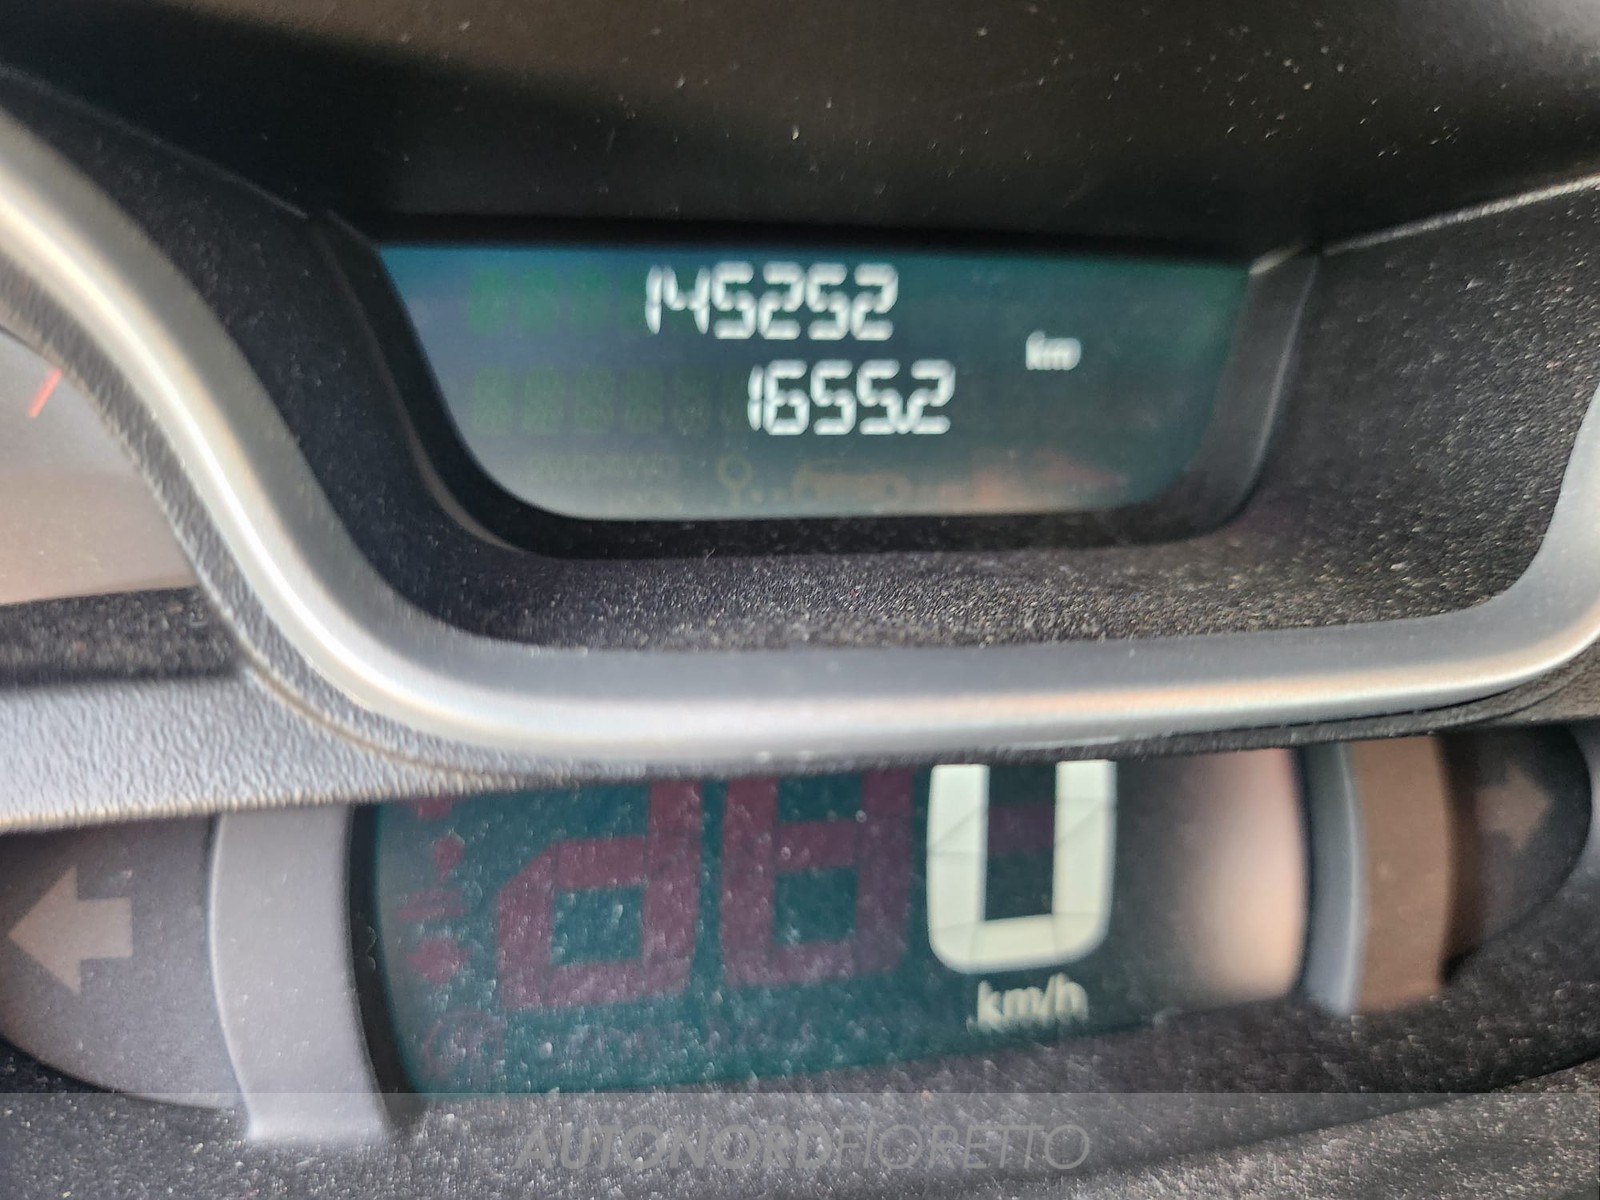 145252
km
1655.2
0
km/h
AUTONORDFIORETTO